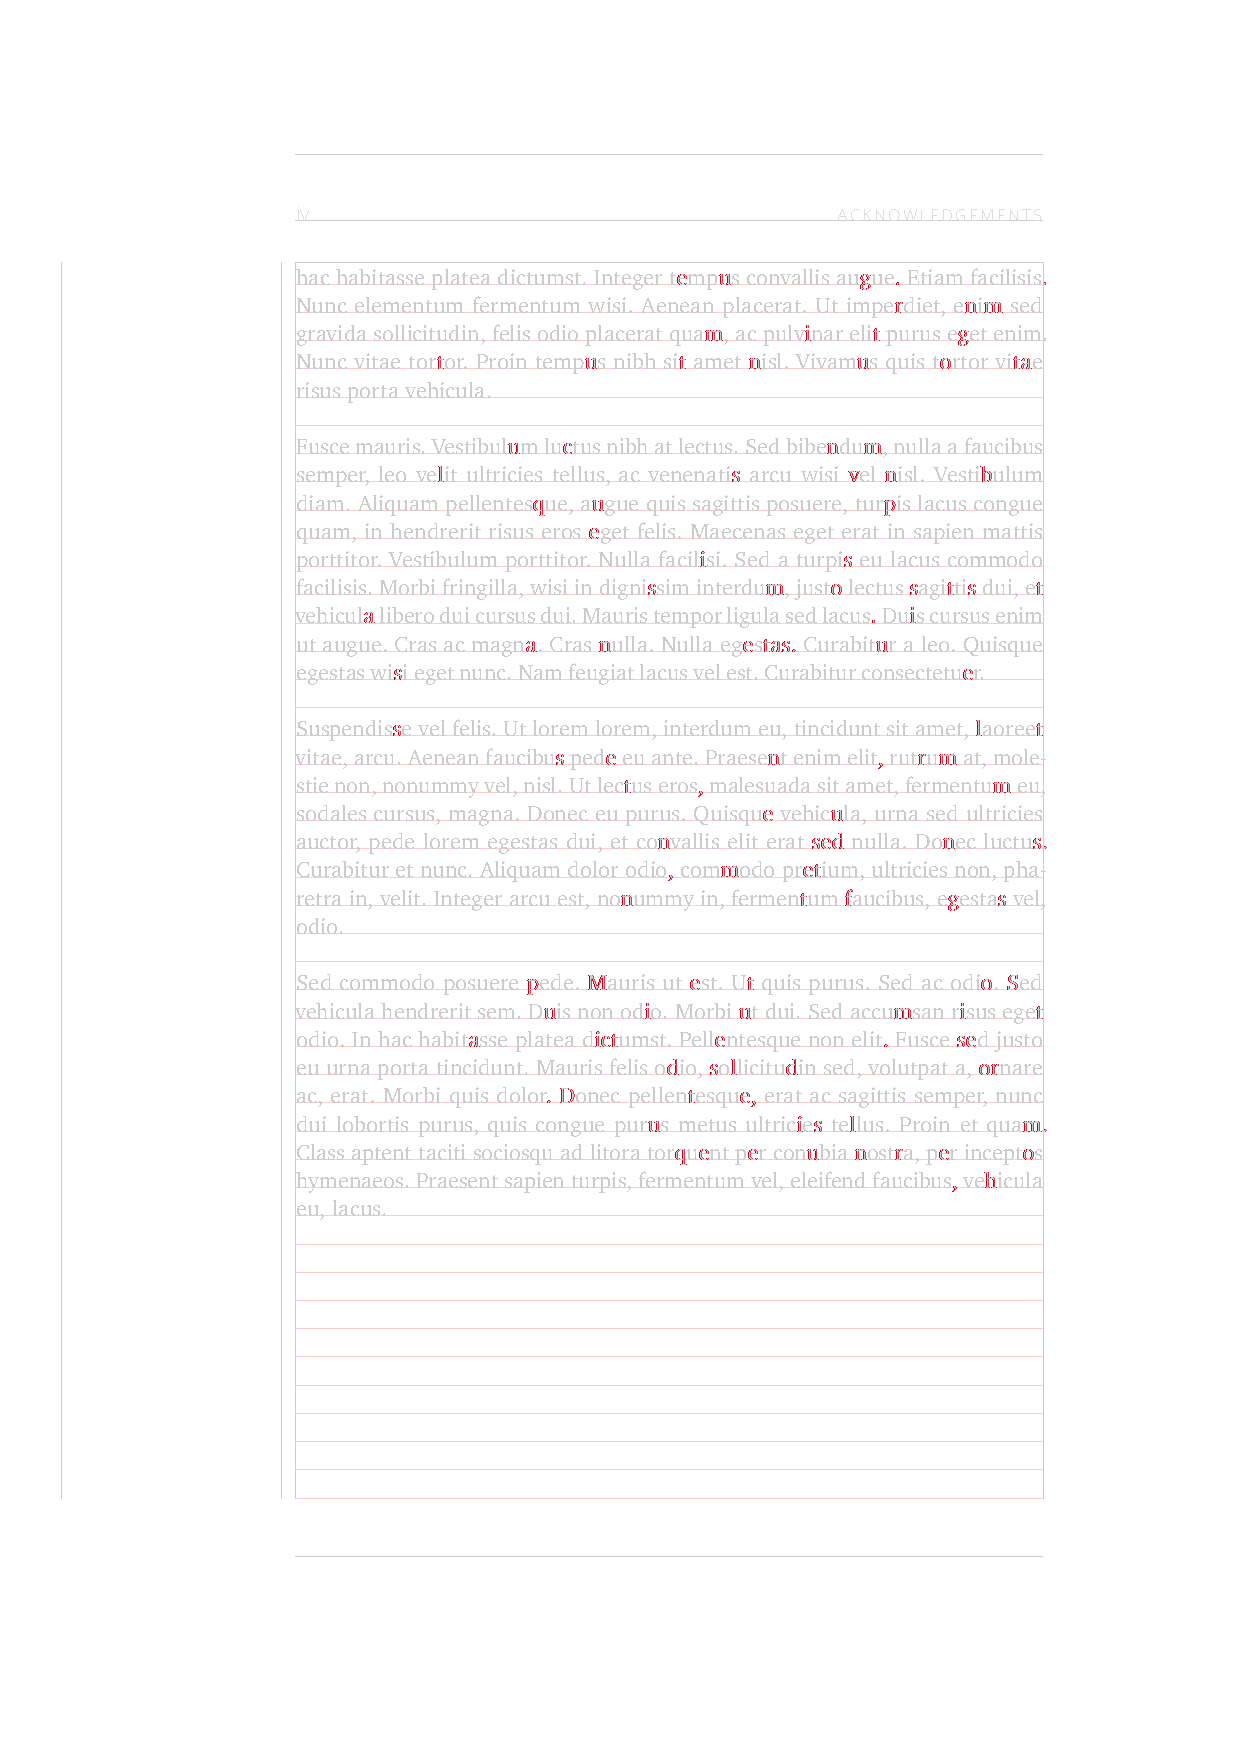 iv ACKNOWLEDGEMENTS
hac habitasse platea dictumst. Integer tempus convallis augue. Etiam facilisis.
Nunc elementum fermentum wisi. Aenean placerat. Ut imperdiet, enim sed
gravida sollicitudin, felis odio placerat quam, ac pulvinar elit purus eget enim.
Nunc vitae tortor. Proin tempus nibh sit amet nisl. Vivamus quis tortor vitae
risus porta vehicula.
Fusce mauris. Vestibulum luctus nibh at lectus. Sed bibendum, nulla a faucibus
semper, leo velit ultricies tellus, ac venenatis arcu wisi vel nisl. Vestibulum
diam. Aliquam pellentesque, augue quis sagittis posuere, turpis lacus congue
quam, in hendrerit risus eros eget felis. Maecenas eget erat in sapien mattis
porttitor. Vestibulum porttitor. Nulla facilisi. Sed a turpis eu lacus commodo
facilisis. Morbi fringilla, wisi in dignissim interdum, justo lectus sagittis dui, et
vehicula libero dui cursus dui. Mauris tempor ligula sed lacus. Duis cursus enim
ut augue. Cras ac magna. Cras nulla. Nulla egestas. Curabitur a leo. Quisque
egestas wisi eget nunc. Nam feugiat lacus vel est. Curabitur consectetuer.
Suspendisse vel felis. Ut lorem lorem, interdum eu, tincidunt sit amet, laoreet
vitae, arcu. Aenean faucibus pede eu ante. Praesent enim elit, rutrum at, mole-
stie non, nonummy vel, nisl. Ut lectus eros, malesuada sit amet, fermentum eu,
sodales cursus, magna. Donec eu purus. Quisque vehicula, urna sed ultricies
auctor, pede lorem egestas dui, et convallis elit erat sed nulla. Donec luctus.
Curabitur et nunc. Aliquam dolor odio, commodo pretium, ultricies non, pha-
retra in, velit. Integer arcu est, nonummy in, fermentum faucibus, egestas vel,
odio.
Sed commodo posuere pede. Mauris ut est. Ut quis purus. Sed ac odio. Sed
vehicula hendrerit sem. Duis non odio. Morbi ut dui. Sed accumsan risus eget
odio. In hac habitasse platea dictumst. Pellentesque non elit. Fusce sed justo
eu urna porta tincidunt. Mauris felis odio, sollicitudin sed, volutpat a, ornare
ac, erat. Morbi quis dolor. Donec pellentesque, erat ac sagittis semper, nunc
dui lobortis purus, quis congue purus metus ultricies tellus. Proin et quam.
Class aptent taciti sociosqu ad litora torquent per conubia nostra, per inceptos
hymenaeos. Praesent sapien turpis, fermentum vel, eleifend faucibus, vehicula
eu, lacus.